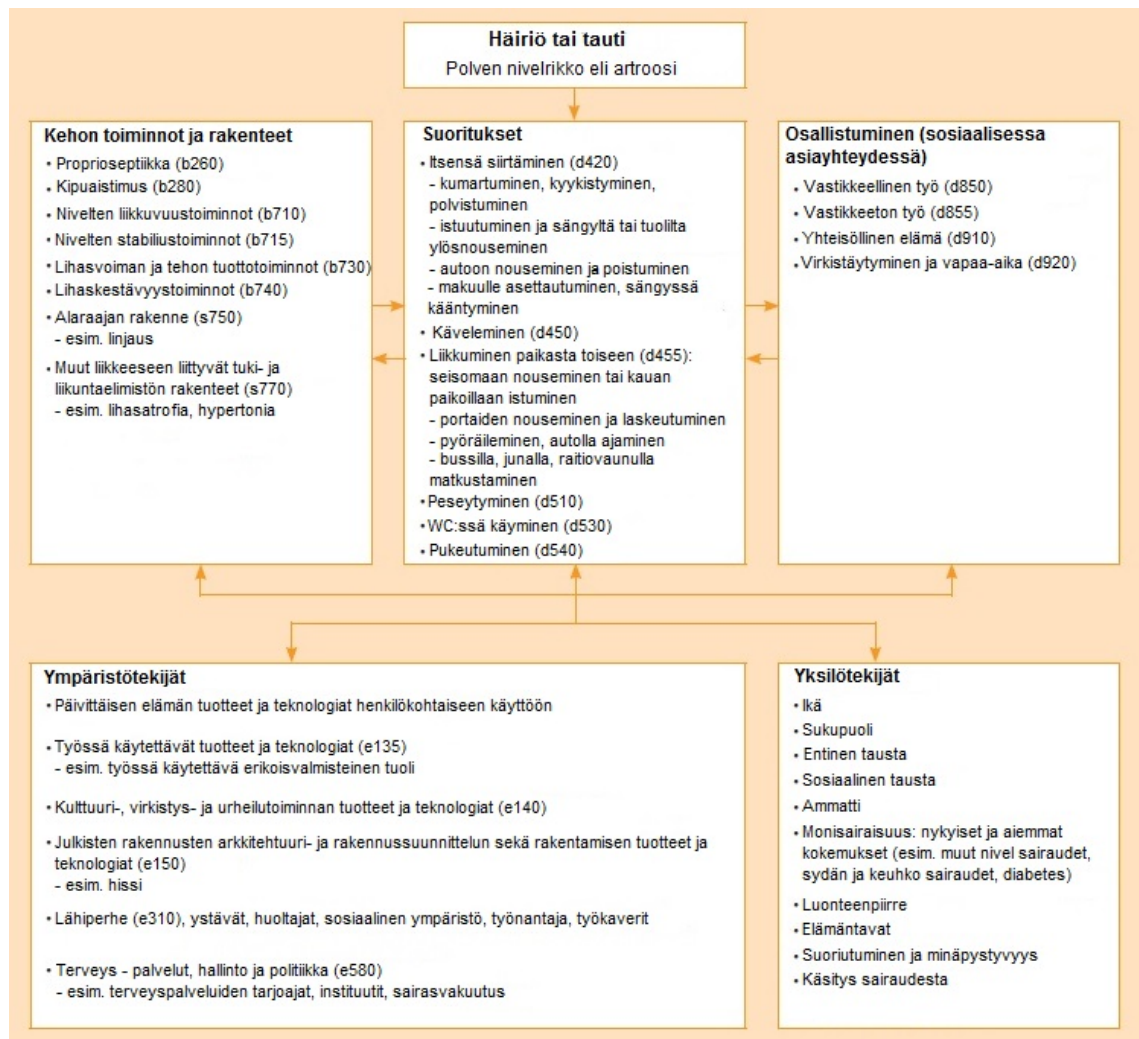 Häiriö tai tauti
Polven nivelrikko eli artroosi
Kehon toiminnot ja rakenteet
• Proprioseptiikka (b260)
• Kipuaistimus (b280)
• Nivelten liikkuvuustoiminnot (b710)
• Nivelten stabiliustoiminnot (b715)
• Lihasvoiman ja tehon tuottotoiminnot (b730)
• Lihaskestävyystoiminnot (b740)
• Alaraajan rakenne (s750)
- esim. linjaus
• Muut liikkeeseen liittyvät tuki- ja
liikuntaelimistön rakenteet (s770)
- esim. lihasatrofia, hypertonia
Suoritukset
• Itsensä siirtäminen (d420)
- kumartuminen, kyykistyminen,
polvistuminen
- istuutuminen ja sängyltä tai tuolilta
ylösnouseminen
- autoon nouseminen ja poistuminen
- makuulle asettautuminen, sängyssä
kääntyminen
• Käveleminen (d450)
• Liikkuminen paikasta toiseen (d455):
seisomaan nouseminen tai kauan
paikoillaan istuminen
- portaiden nouseminen ja laskeutuminen
- pyöräileminen, autolla ajaminen
- bussilla, junalla, raitiovaunulla
matkustaminen
• Peseytyminen (d510)
• WC:ssä käyminen (d530)
• Pukeutuminen (d540)
Osallistuminen (sosiaalisessa
asiayhteydessä)
• Vastikkeellinen työ (d850)
• Vastikkeeton työ (d855)
• Yhteisöllinen elämä (d910)
• Virkistäytyminen ja vapaa-aika (d920)
Ympäristötekijät
• Päivittäisen elämän tuotteet ja teknologiat henkilökohtaiseen käyttöön
• Työssä käytettävät tuotteet ja teknologiat (e135)
- esim. työssä käytettävä erikoisvalmisteinen tuoli
• Kulttuuri-, virkistys- ja urheilutoiminnan tuotteet ja teknologiat (e140)
• Julkisten rakennusten arkkitehtuuri- ja rakennussuunnittelun sekä rakentamisen tuotteet ja
teknologiat (e150)
- esim. hissi
• Lähiperhe (e310), ystävät, huoltajat, sosiaalinen ympäristö, työnantaja, työkaverit
• Terveys - palvelut, hallinto ja politiikka (e580)
- esim. terveyspalveluiden tarjoajat, instituutit, sairasvakuutus
Yksilötekijät
• Ikä
• Sukupuoli
• Entinen tausta
• Sosiaalinen tausta
• Ammatti
• Monisairaisuus: nykyiset ja aiemmat
kokemukset (esim. muut nivel sairaudet,
sydän ja keuhko sairaudet, diabetes)
• Luonteenpiirre
• Elämäntavat
• Suoriutuminen ja minäpystyvyys
• Käsitys sairaudesta